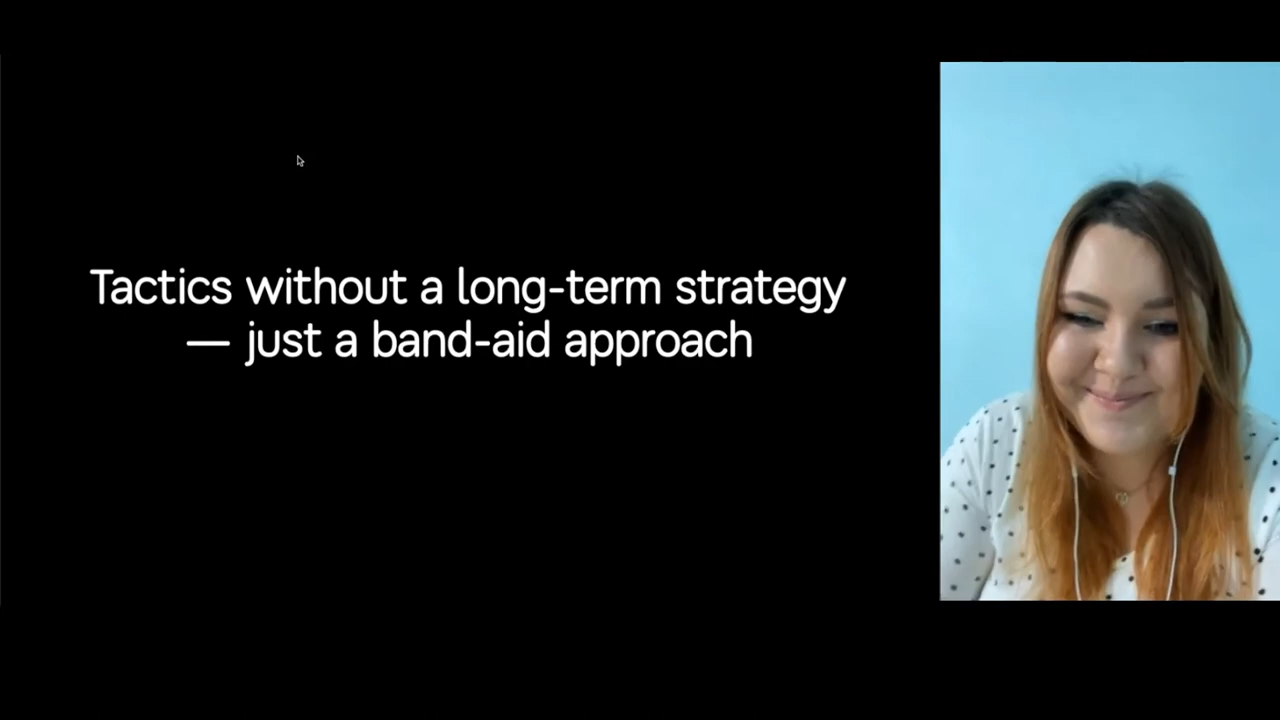 Tactics without a long-term strategy
— just a band-aid approach